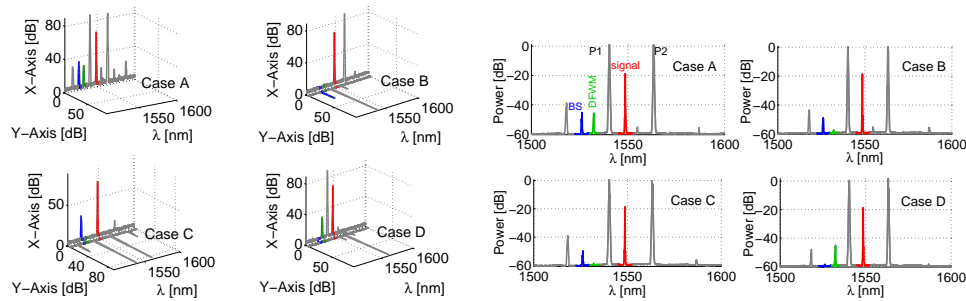 X−Axis [dB]
80
40
0
0
50
Y−Axis [dB]
Case A
1600
1550
λ [nm]
X−Axis [dB]
80
40
0
0
50
Y−Axis [dB]
Case B
1600
1550
λ [nm]
X−Axis [dB]
50
0
0
40
80
Y−Axis [dB]
Case C
1600
1550
λ [nm]
X−Axis [dB]
80
40
0
0
50
Y−Axis [dB]
Case D
1600
1550
λ [nm]
Power [dB]
0
−20
−40
−60
1500
1550
1600
λ [nm]
P1
P2
signal
Case A
BS
DFWM
[dB]
0
−20
−40
−60
1500
1550
1600
λ [nm]
Case B
Power [dB]
0
−20
−40
−60
1500
1550
1600
λ [nm]
Case C
Power [dB]
0
−20
−40
−60
1500
1550
1600
λ [nm]
Case D